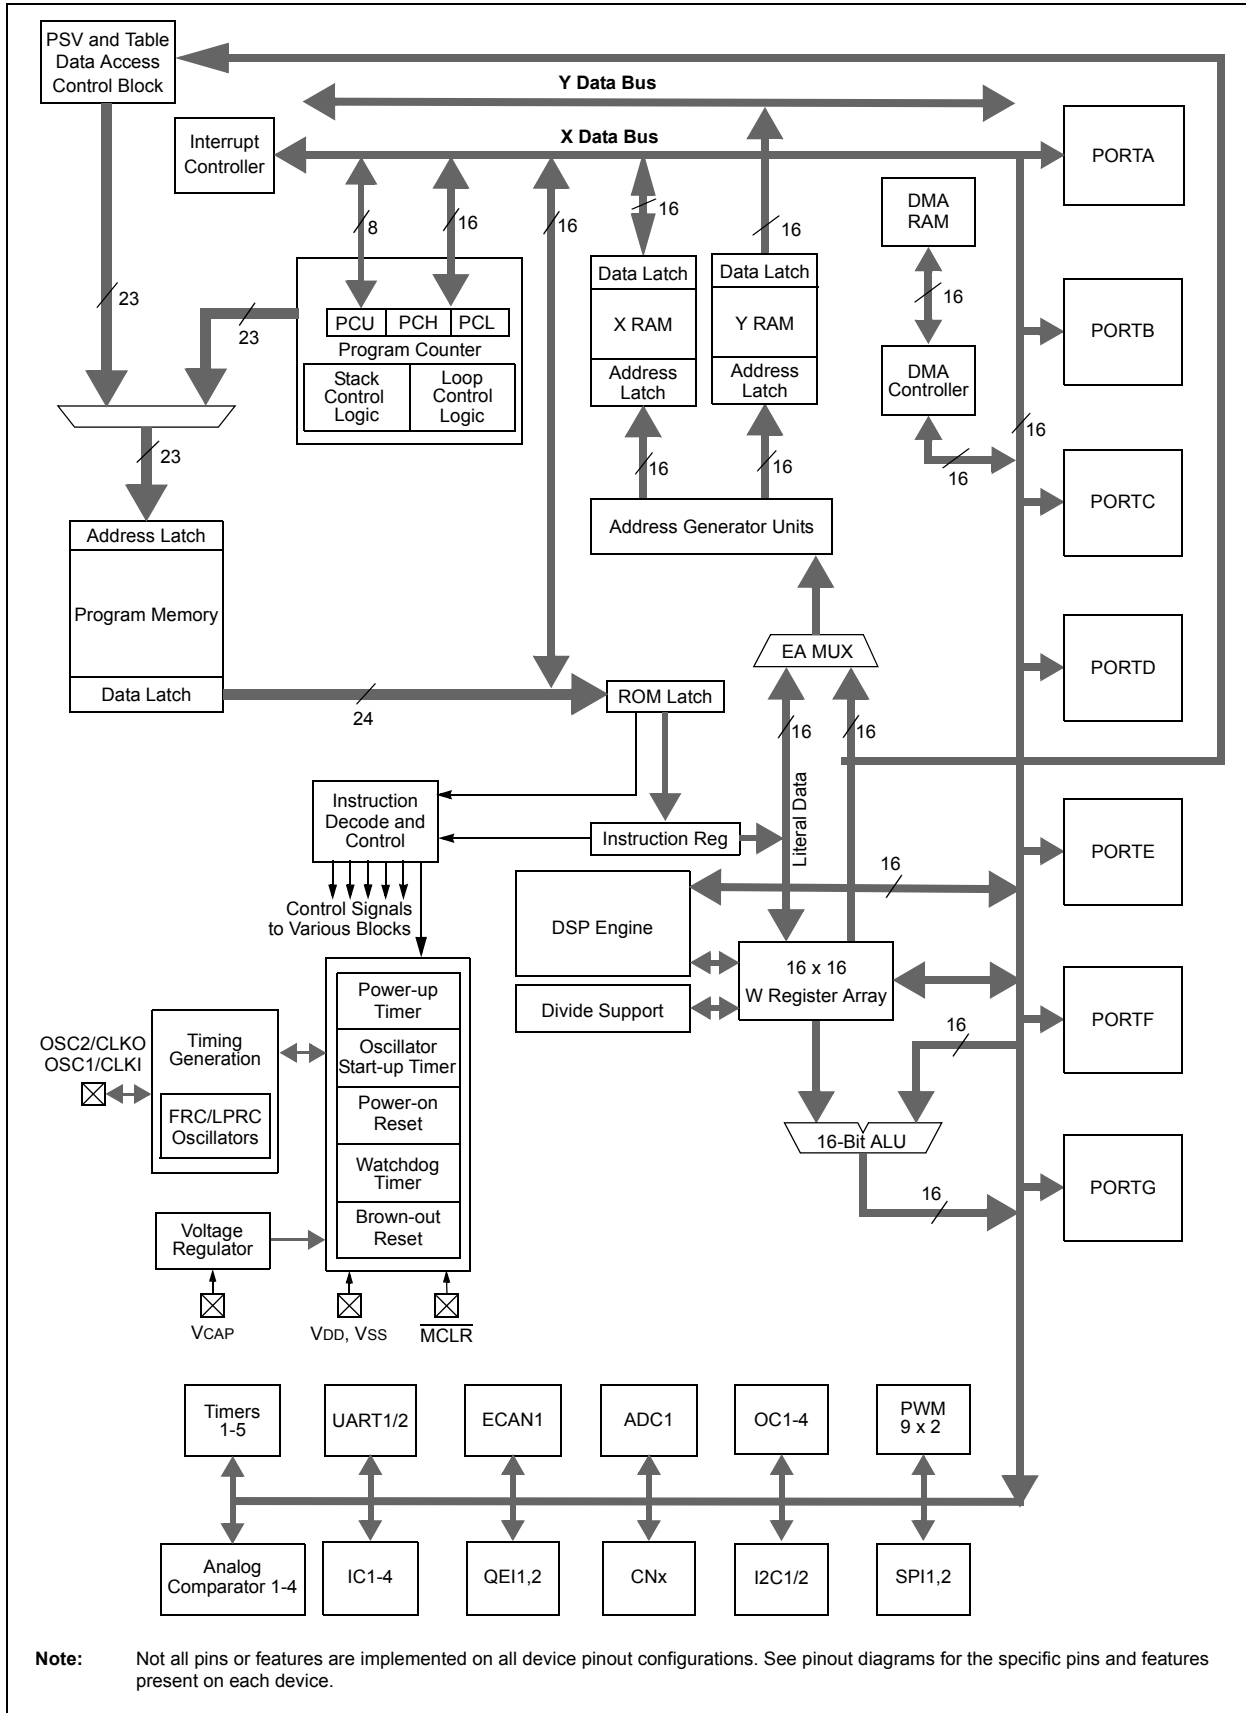 PSV and Table
Data Access
Control Block
Y Data Bus
X Data Bus
Interrupt
Controller
PORTA
8
16
16
16
16
DMA
RAM
16
23
23
Data Latch
X RAM
Address
Latch
Data Latch
Y RAM
Address
Latch
PCU
PCH
PCL
Program Counter
Stack
Control
Logic
Loop
Control
Logic
PORTB
DMA
Controller
16
16
23
16
16
PORTC
Address Generator Units
Address Latch
Program Memory
Data Latch
24
ROM Latch
EA MUX
16
16
PORTD
Literal Data
Instruction
Decode and
Control
Instruction Reg
PORTE
16
Control Signals
to Various Blocks
DSP Engine
16 x 16
W Register Array
Divide Support
PORTF
16
OSC2/CLKO
OSC1/CLKI
Timing
Generation
FRC/LPRC
Oscillators
Power-up
Timer
Oscillator
Start-up Timer
Power-on
Reset
Watchdog
Timer
Brown-out
Reset
16-Bit ALU
16
PORTG
Voltage
Regulator
VCAP
VDD, VSS
MCLR
Timers
1-5
UART1/2
ECAN1
ADC1
OC1-4
PWM
9 x 2
Analog
Comparator 1-4
IC1-4
QEI1,2
CNx
I2C1/2
SPI1,2
Note: Not all pins or features are implemented on all device pinout configurations. See pinout diagrams for the specific pins and features
present on each device.